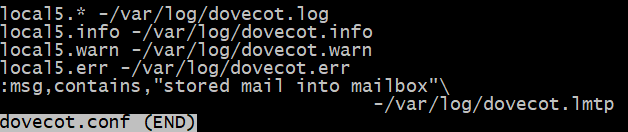 local5.* -/var/log/dovecot.log
local5.info -/var/log/dovecot.info
local5.warn -/var/log/dovecot.warn
local5.err -/var/log/dovecot.err
:msg,contains,"stored mail into mailbox"\
-/var/log/dovecot.lmtp
dovecot.conf (END)